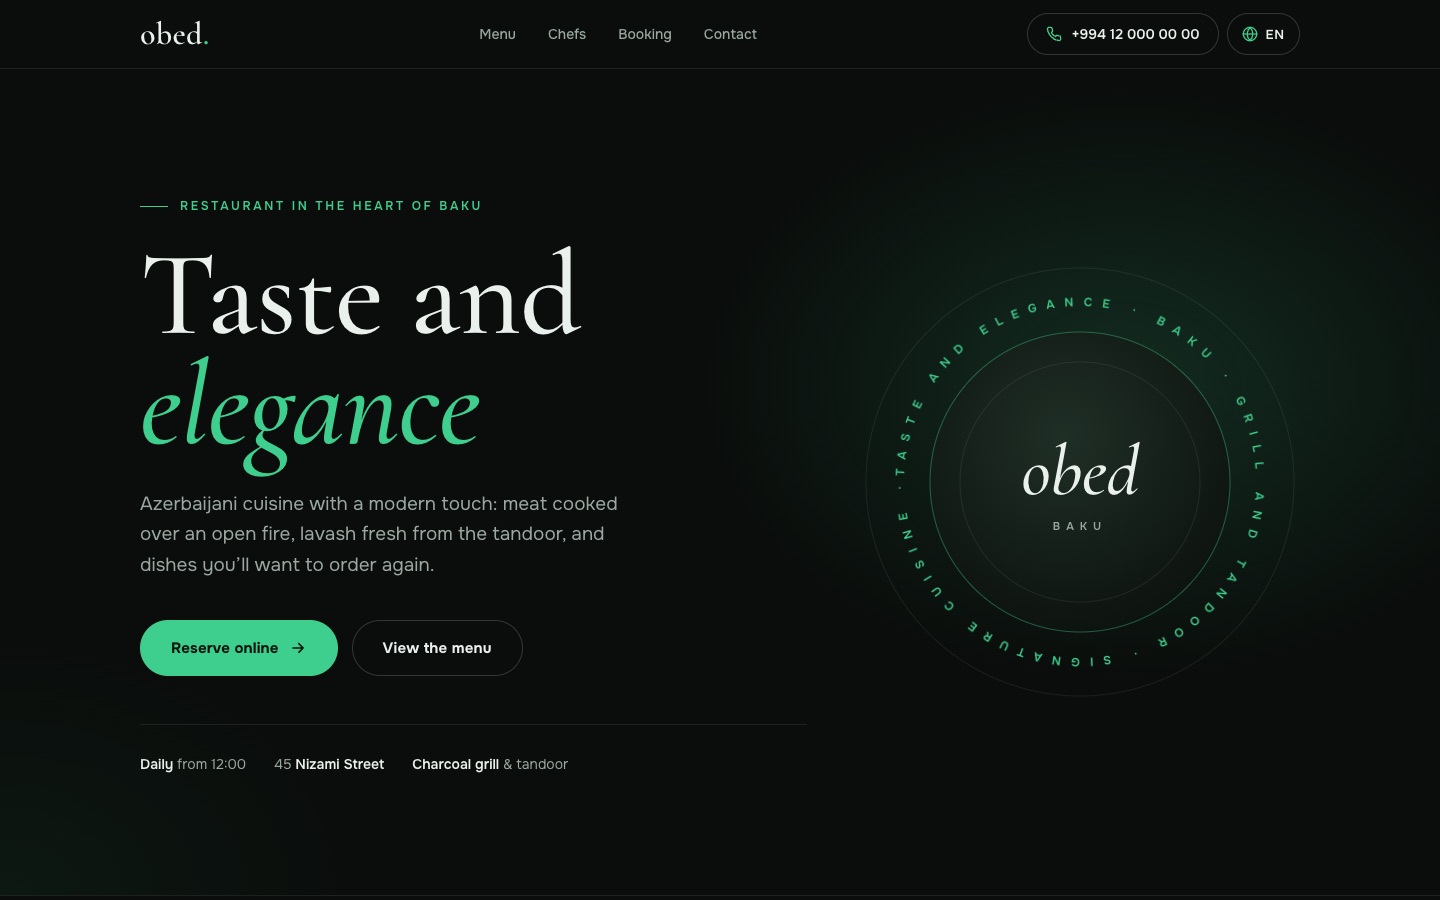 obed.
Menu
Chefs
Booking
Contact
+994 12 000 00 00
EN
RESTAURANT IN THE HEART OF BAKU
Taste and
elegance
Azerbaijani cuisine with a modern touch: meat cooked
over an open fire, lavash fresh from the tandoor, and
dishes you’ll want to order again.
Reserve online
View the menu
Daily from 12:00
45 Nizami Street
Charcoal grill & tandoor
TASTE AND ELEGANCE · BAKU · GRILL AND TANDOOR · SIGNATURE CUISINE ·
obed
BAKU